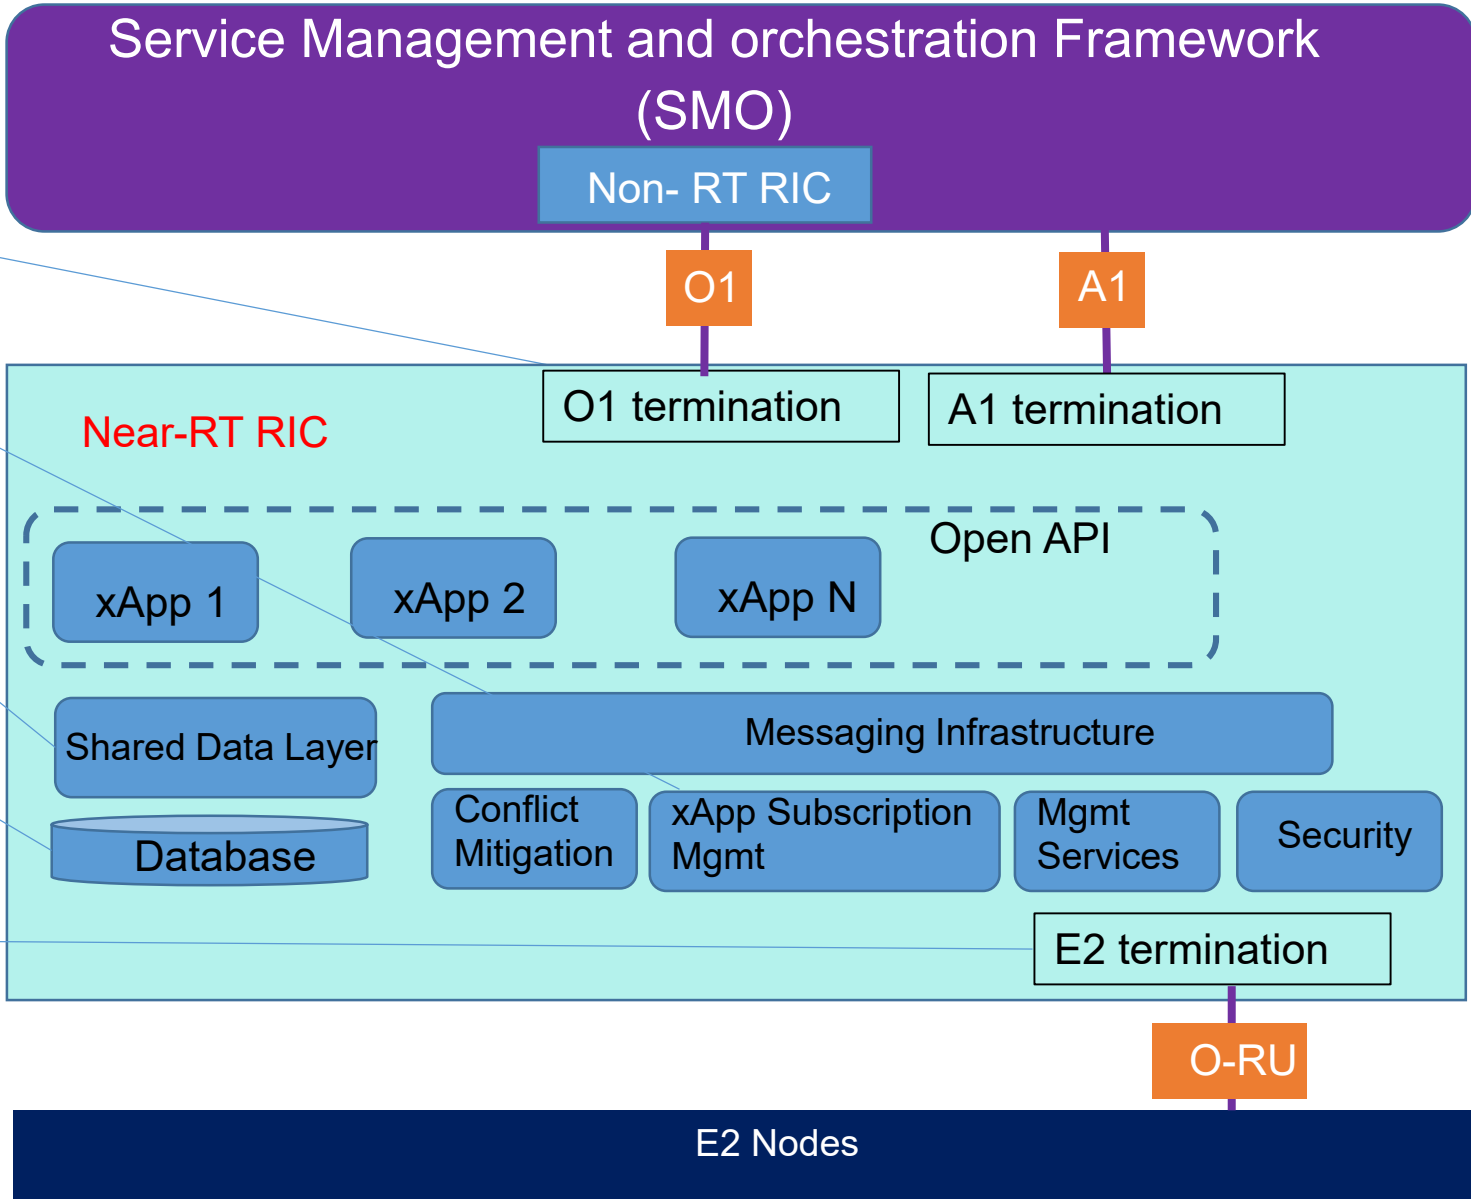 Service Management and orchestration Framework
(SMO)
Non- RT RIC
O1
A1
O1 termination
A1 termination
Near-RT RIC
Open API
xApp 1
xApp 2
xApp N
Shared Data Layer
Messaging Infrastructure
Database
Conflict
Mitigation
xApp Subscription
Mgmt
Mgmt
Services
Security
E2 termination
O-RU
E2 Nodes